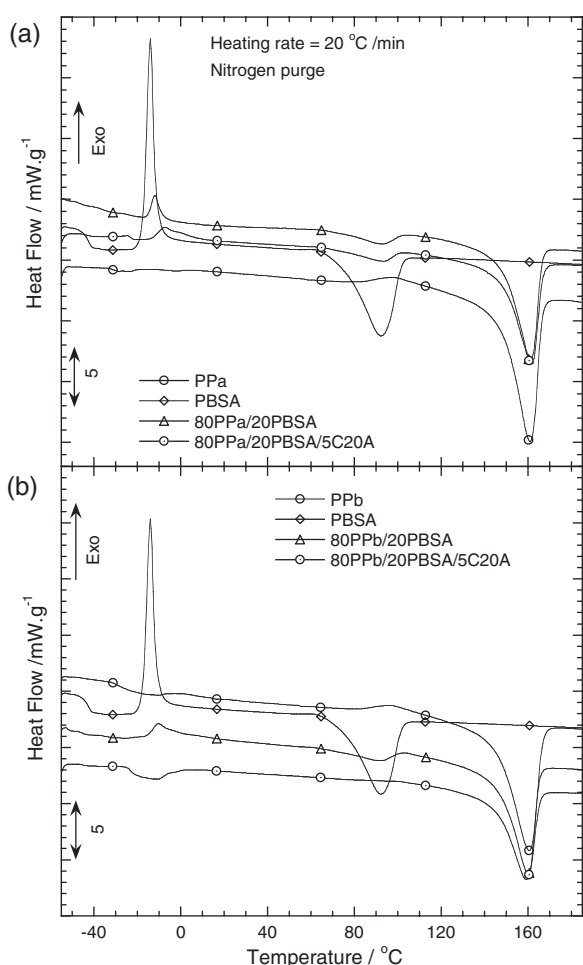 (a)
Heating rate = 20 °C /min
Nitrogen purge
Exo
Heat Flow / mW.g⁻¹
5
PPa
PBSA
80PPa/20PBSA
80PPa/20PBSA/5C20A
(b)
PPb
PBSA
80PPb/20PBSA
80PPb/20PBSA/5C20A
Exo
Heat Flow /mW.g⁻¹
5
-40 0 40 80 120 160
Temperature / °C